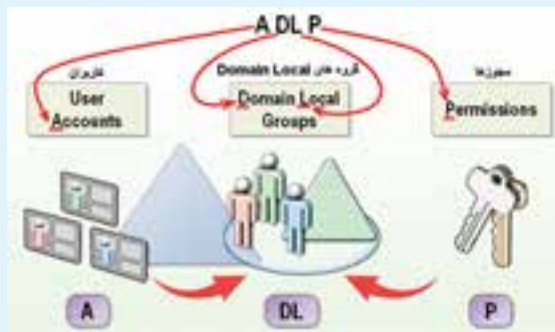 A DL P
کاربران
گروه های Domain Local
مجوزها
User
Accounts
Domain Local
Groups
Permissions
A
DL
P